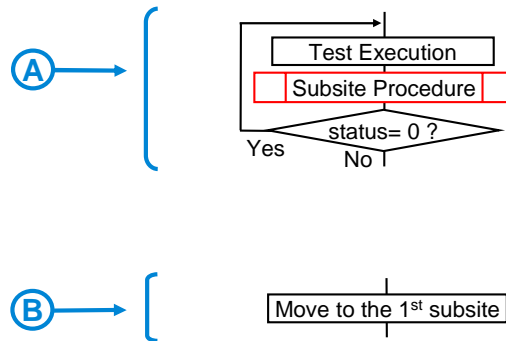 A
Test Execution
Subsite Procedure
status= 0 ?
Yes
No
B
Move to the 1st subsite